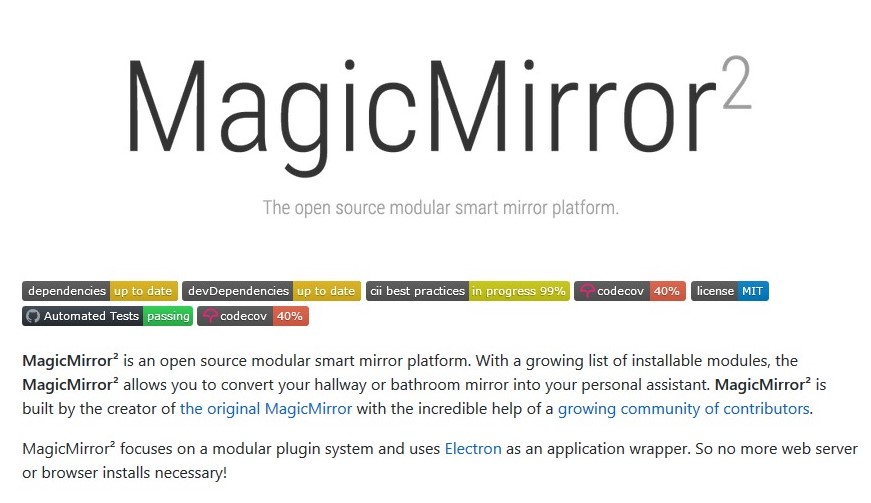 MagicMirror²
The open source modular smart mirror platform.
dependencies up to date devDependencies up to date cii best practices in progress 99% codecov 40% license MIT
Automated Tests passing codecov 40%
MagicMirror² is an open source modular smart mirror platform. With a growing list of installable modules, the
MagicMirror² allows you to convert your hallway or bathroom mirror into your personal assistant. MagicMirror² is
built by the creator of the original MagicMirror with the incredible help of a growing community of contributors.
MagicMirror² focuses on a modular plugin system and uses Electron as an application wrapper. So no more web server
or browser installs necessary!